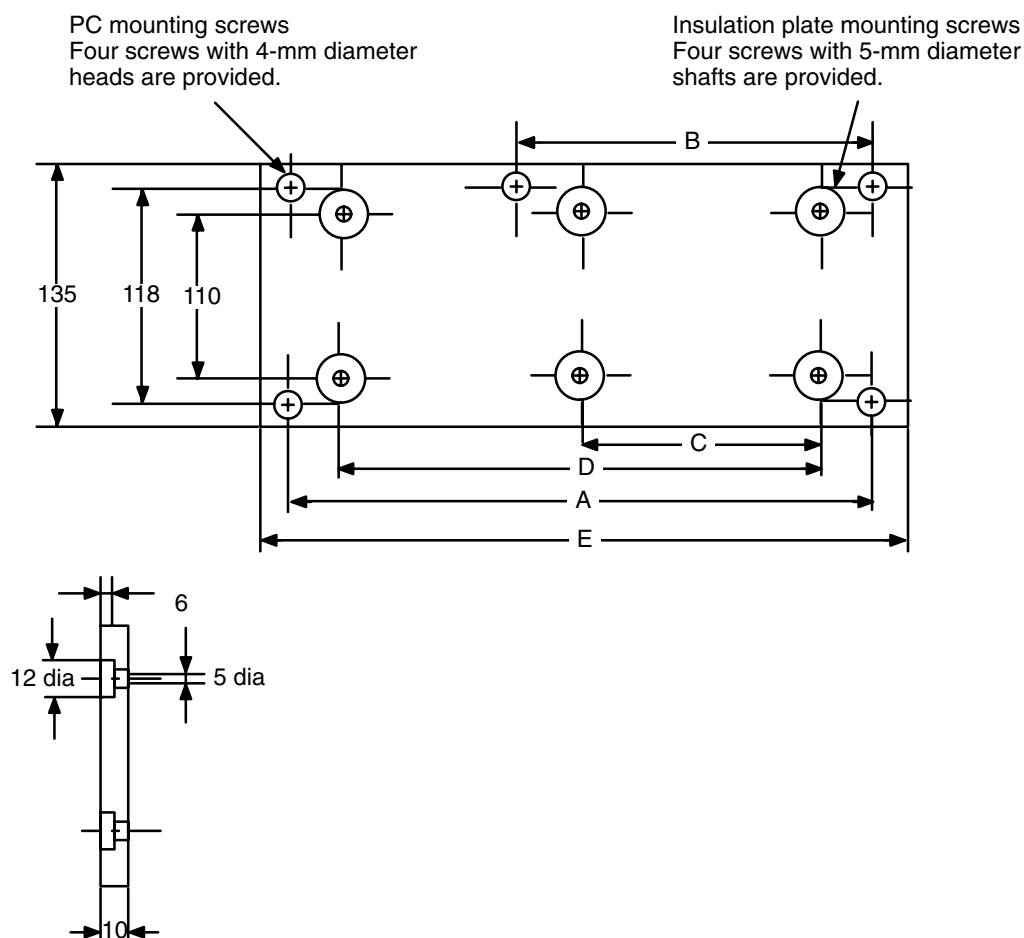 PC mounting screws
Four screws with 4-mm diameter
heads are provided.
Insulation plate mounting screws
Four screws with 5-mm diameter
shafts are provided.
B
135
118
110
C
D
A
E
6
12 dia
5 dia
10